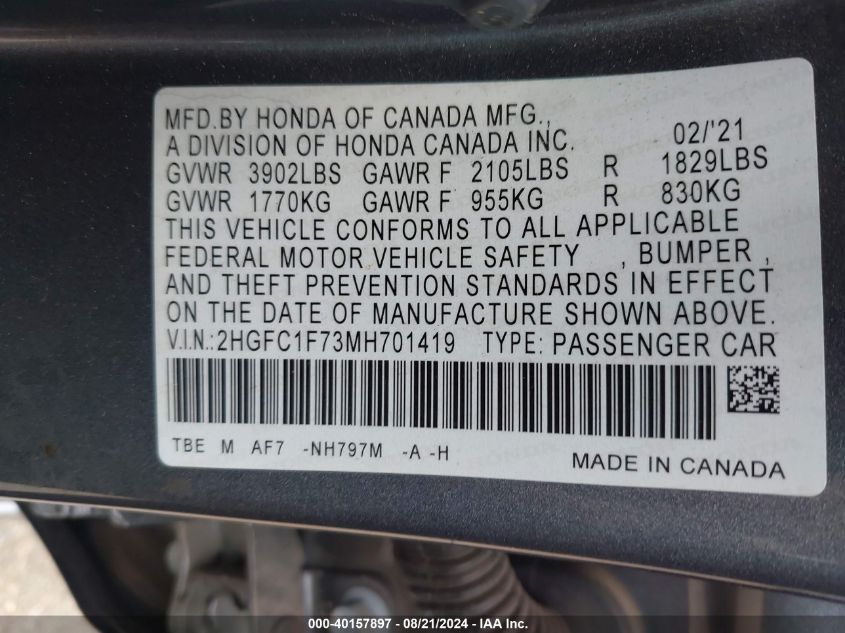 MFD.BY HONDA OF CANADA MFG.,
A DIVISION OF HONDA CANADA INC. 02/'21
GVWR 3902LBS GAWR F 2105LBS R 1829LBS
GVWR 1770KG GAWR F 955KG R 830KG
THIS VEHICLE CONFORMS TO ALL APPLICABLE
FEDERAL MOTOR VEHICLE SAFETY , BUMPER ,
AND THEFT PREVENTION STANDARDS IN EFFECT
ON THE DATE OF MANUFACTURE SHOWN ABOVE.
V.I.N.:2HGFC1F73MH701419 TYPE: PASSENGER CAR
TBE M AF7 -NH797M -A -H
MADE IN CANADA
000-40157897 - 08/21/2024 - IAA Inc.